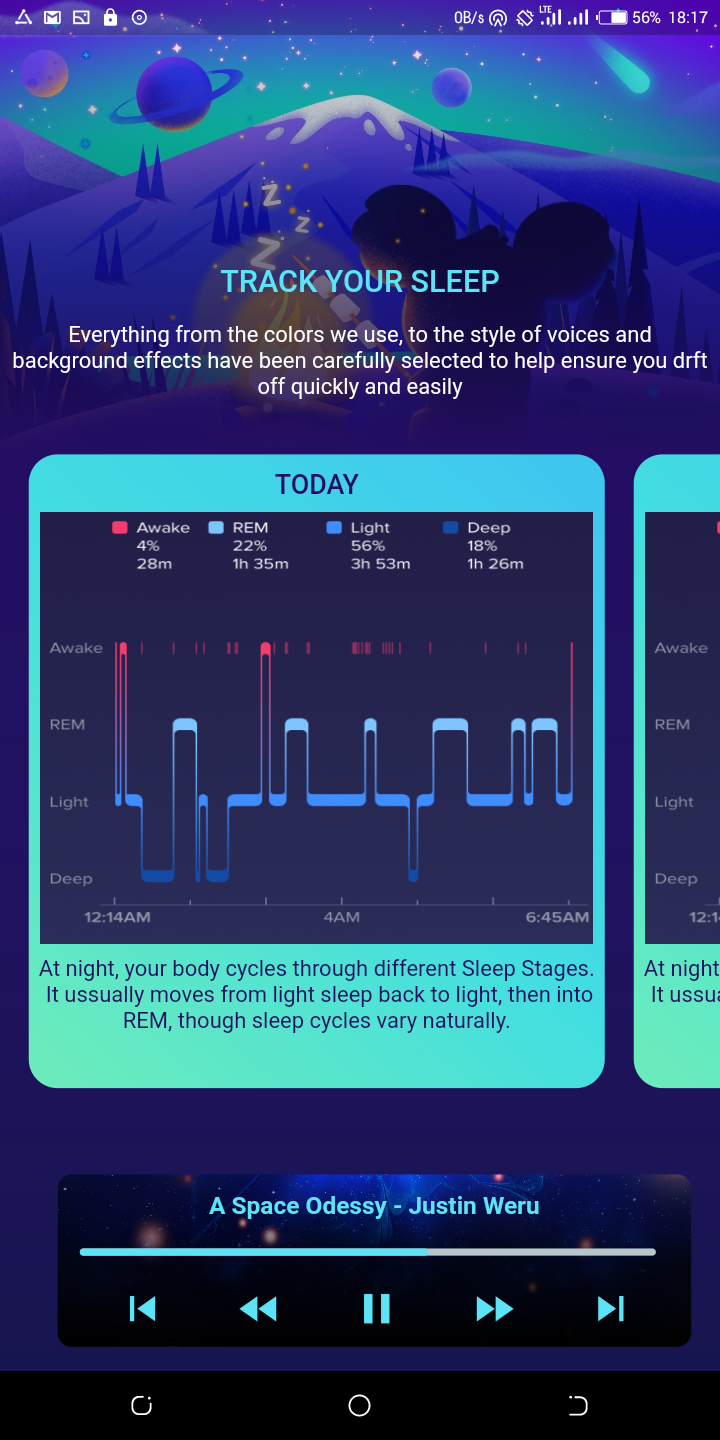 0B/s LTE 56% 18:17
Z
Z
Z
TRACK YOUR SLEEP
Everything from the colors we use, to the style of voices and
background effects have been carefully selected to help ensure you drft
off quickly and easily
TODAY
Awake REM Light Deep
4% 22% 56% 18%
28m 1h 35m 3h 53m 1h 26m
Awake Awake
REM REM
Light Light
Deep Deep
12:14AM 4AM 6:45AM 12:1
At night, your body cycles through different Sleep Stages. At night
It ussually moves from light sleep back to light, then into It ussua
REM, though sleep cycles vary naturally.
A Space Odessy - Justin Weru